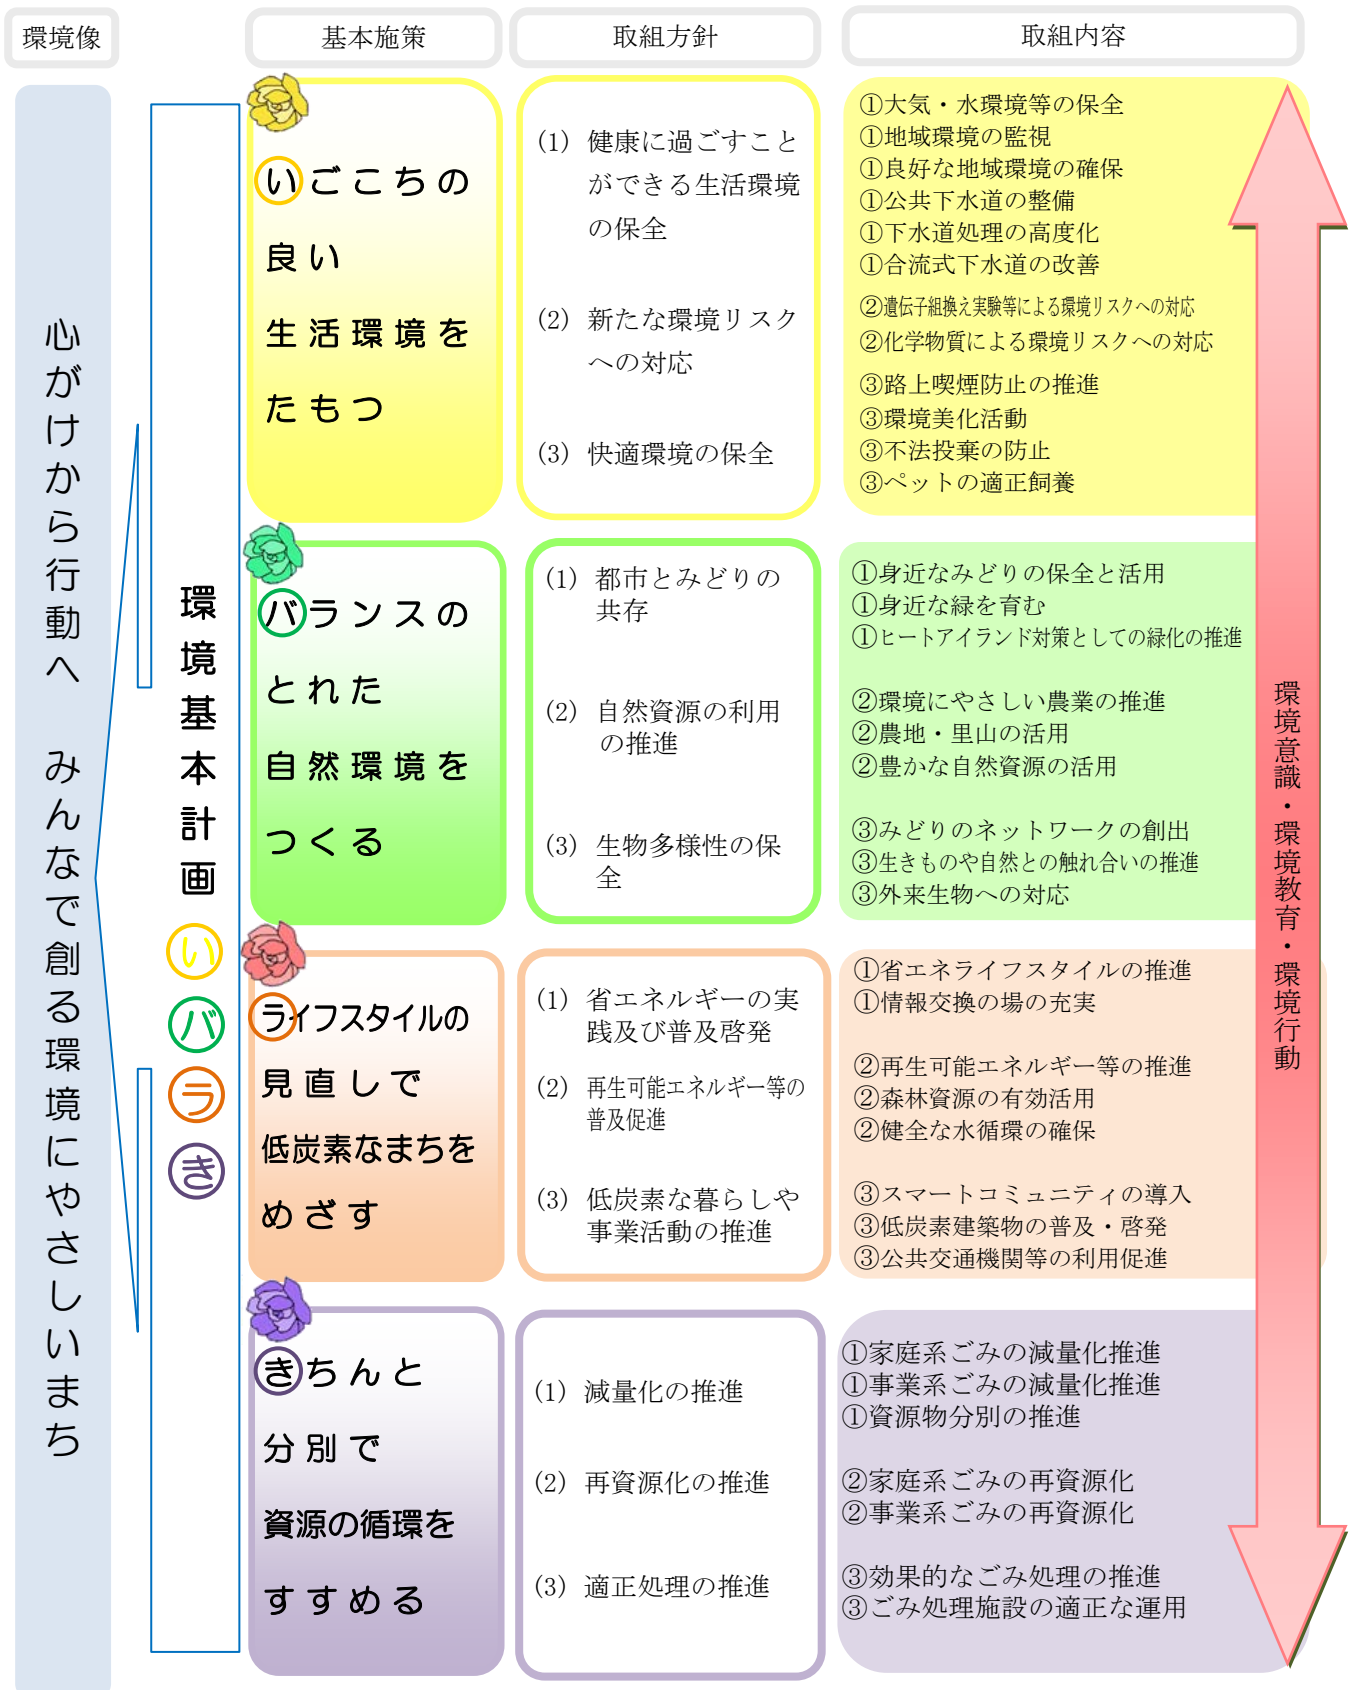 環境像
基本施策
取組方針
取組内容
心がけから行動へ　みんなで創る環境にやさしいまち
環境基本計画いバラき
いごこちの
良い
生活環境を
たもつ
(1) 健康に過ごすこと
ができる生活環境
の保全
(2) 新たな環境リスク
への対応
(3) 快適環境の保全
①大気・水環境等の保全
①地域環境の監視
①良好な地域環境の確保
①公共下水道の整備
①下水道処理の高度化
①合流式下水道の改善
②遺伝子組換え実験等による環境リスクへの対応
②化学物質による環境リスクへの対応
③路上喫煙防止の推進
③環境美化活動
③不法投棄の防止
③ペットの適正飼養
バランスの
とれた
自然環境を
つくる
(1) 都市とみどりの
共存
(2) 自然資源の利用
の推進
(3) 生物多様性の保
全
①身近なみどりの保全と活用
①身近な緑を育む
①ヒートアイランド対策としての緑化の推進
②環境にやさしい農業の推進
②農地・里山の活用
②豊かな自然資源の活用
③みどりのネットワークの創出
③生きものや自然との触れ合いの推進
③外来生物への対応
ライフスタイルの
見直しで
低炭素なまちを
めざす
(1) 省エネルギーの実
践及び普及啓発
(2) 再生可能エネルギー等の
普及促進
(3) 低炭素な暮らしや
事業活動の推進
①省エネライフスタイルの推進
①情報交換の場の充実
②再生可能エネルギー等の推進
②森林資源の有効活用
②健全な水循環の確保
③スマートコミュニティの導入
③低炭素建築物の普及・啓発
③公共交通機関等の利用促進
きちんと
分別で
資源の循環を
すすめる
(1) 減量化の推進
(2) 再資源化の推進
(3) 適正処理の推進
①家庭系ごみの減量化推進
①事業系ごみの減量化推進
①資源物分別の推進
②家庭系ごみの再資源化
②事業系ごみの再資源化
③効果的なごみ処理の推進
③ごみ処理施設の適正な運用
環境意識・環境教育・環境行動